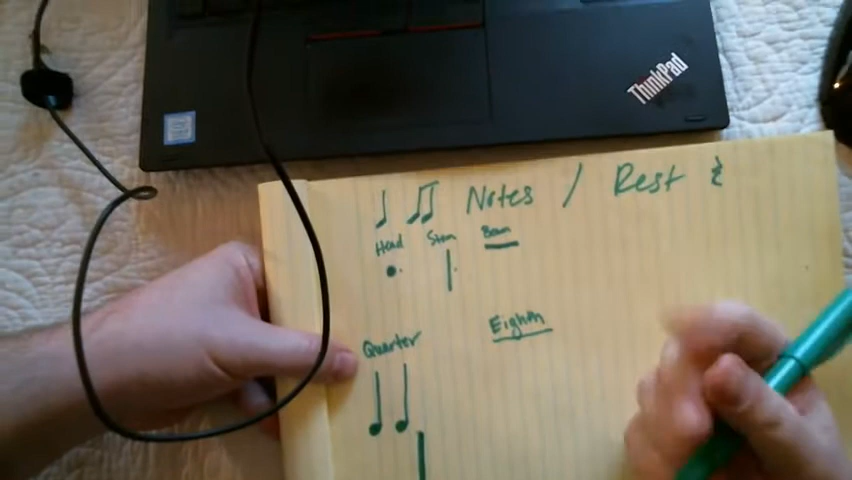 ThinkPad
Notes / Rest
Head Stem Beam
Eighth
Quarter